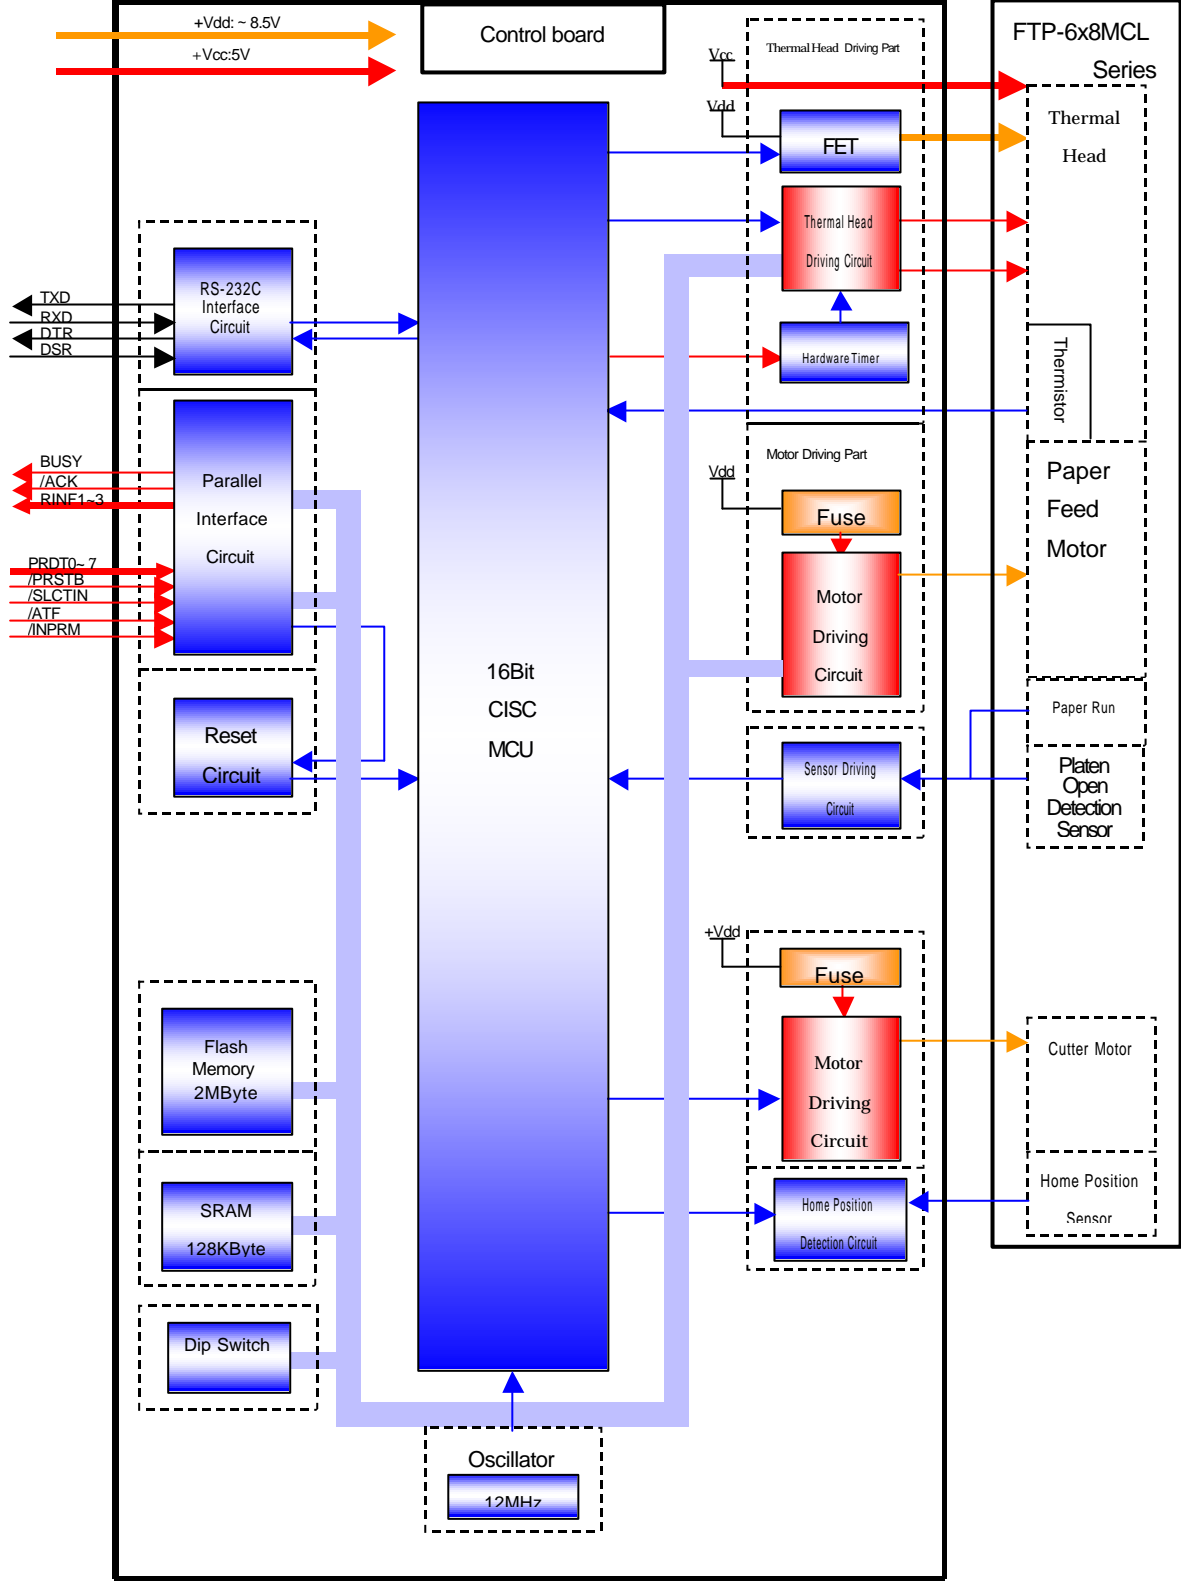 +Vdd: ~ 8.5V
+Vcc:5V
Control board
FTP-6x8MCL
Series
Vcc
Thermal Head Driving Part
Vdd
FET
Thermal
Head
Thermal Head
Driving Circuit
Hardware Timer
Thermistor
RS-232C
Interface
Circuit
TXD
RXD
DTR
DSR
BUSY
/ACK
RINF1~3
PRDT0~ 7
/PRSTB
/SLCTIN
/ATF
/INPRM
Parallel
Interface
Circuit
Motor Driving Part
Vdd
Fuse
Motor
Driving
Circuit
Paper
Feed
Motor
16Bit
CISC
MCU
Reset
Circuit
Sensor Driving
Circuit
Paper Run
Platen
Open
Detection
Sensor
+Vdd
Fuse
Motor
Driving
Circuit
Cutter Motor
Flash
Memory
2MByte
SRAM
128KByte
Home Position
Detection Circuit
Home Position
Sensor
Dip Switch
Oscillator
12MHz